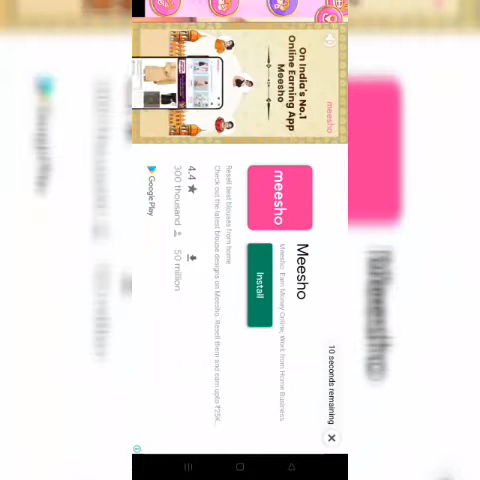 On India's No.1
Online Earning App
Meesho
meesho
10 seconds remaining
meesho
Meesho
Meesho: Earn Money Online, Work from Home Business
Install
Resell best blouses from home
Check out the latest blouse designs on Meesho. Resell them and earn upto ₹25K...
4.4 ★
300 thousand
50 million
Google Play